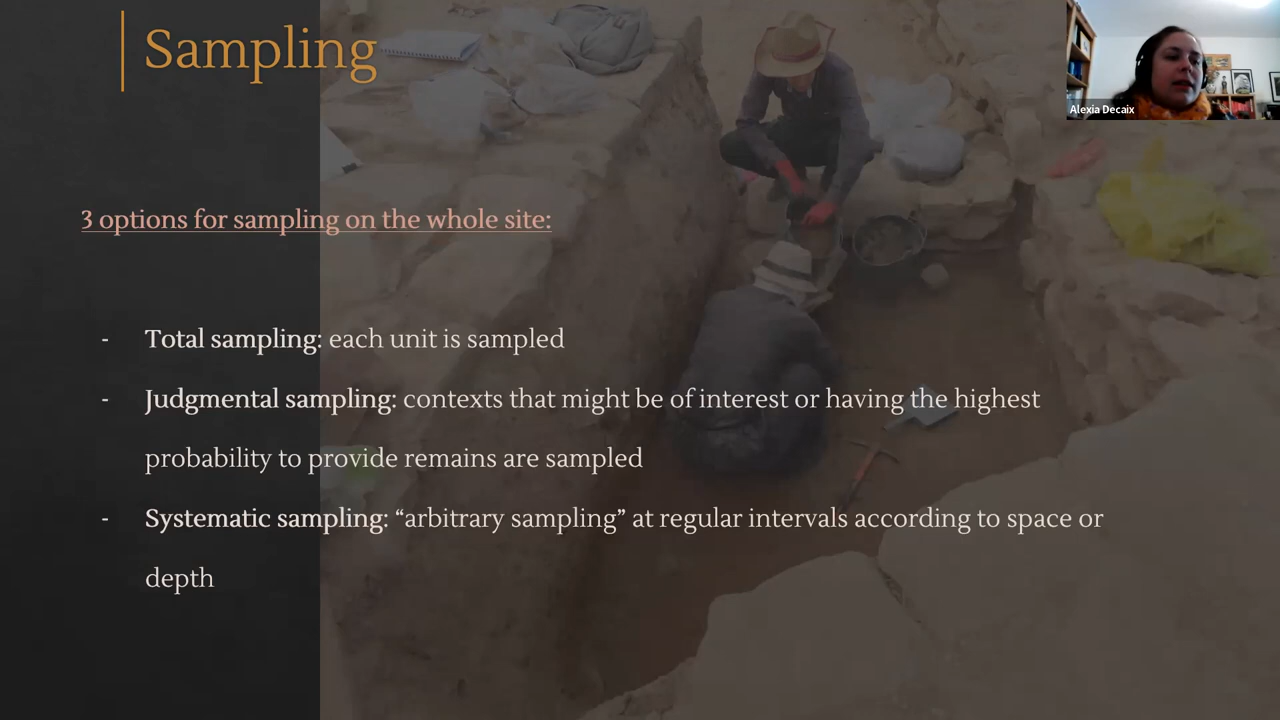 Sampling
Alexia Decaix
3 options for sampling on the whole site:
- Total sampling: each unit is sampled
- Judgmental sampling: contexts that might be of interest or having the highest
probability to provide remains are sampled
- Systematic sampling: “arbitrary sampling” at regular intervals according to space or
depth